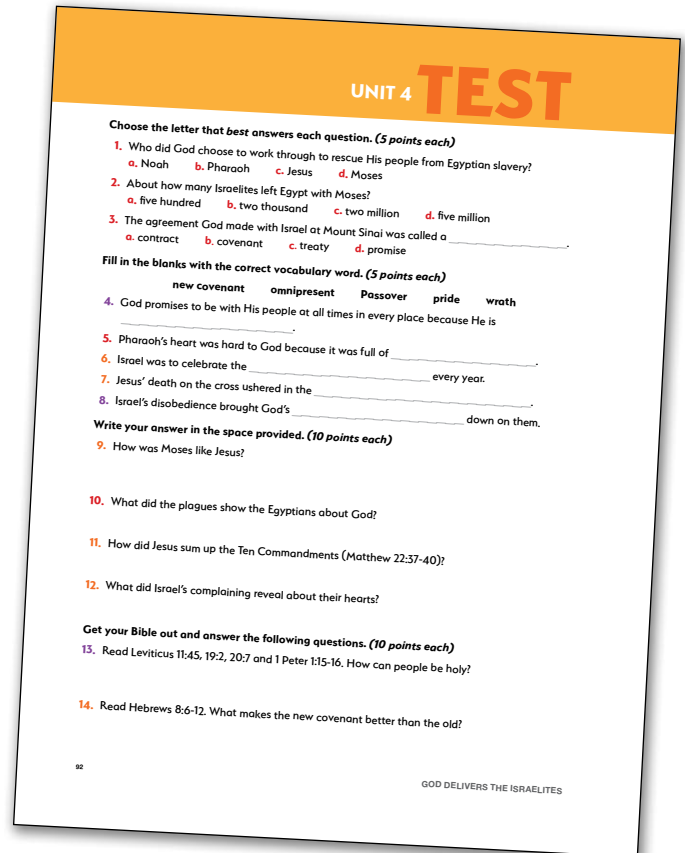 UNIT 4 TEST
Choose the letter that best answers each question. (5 points each)
1. Who did God choose to work through to rescue His people from Egyptian slavery?
a. Noah b. Pharaoh c. Jesus d. Moses
2. About how many Israelites left Egypt with Moses?
a. five hundred b. two thousand c. two million d. five million
3. The agreement God made with Israel at Mount Sinai was called a ____________________.
a. contract b. covenant c. treaty d. promise
Fill in the blanks with the correct vocabulary word. (5 points each)
new covenant omnipresent Passover pride wrath
4. God promises to be with His people at all times in every place because He is
____________________________.
5. Pharaoh's heart was hard to God because it was full of ________________________.
6. Israel was to celebrate the ______________________________ every year.
7. Jesus' death on the cross ushered in the ____________________________________.
8. Israel's disobedience brought God's ____________________________ down on them.
Write your answer in the space provided. (10 points each)
9. How was Moses like Jesus?
10. What did the plagues show the Egyptians about God?
11. How did Jesus sum up the Ten Commandments (Matthew 22:37-40)?
12. What did Israel's complaining reveal about their hearts?
Get your Bible out and answer the following questions. (10 points each)
13. Read Leviticus 11:45, 19:2, 20:7 and 1 Peter 1:15-16. How can people be holy?
14. Read Hebrews 8:6-12. What makes the new covenant better than the old?
92
GOD DELIVERS THE ISRAELITES